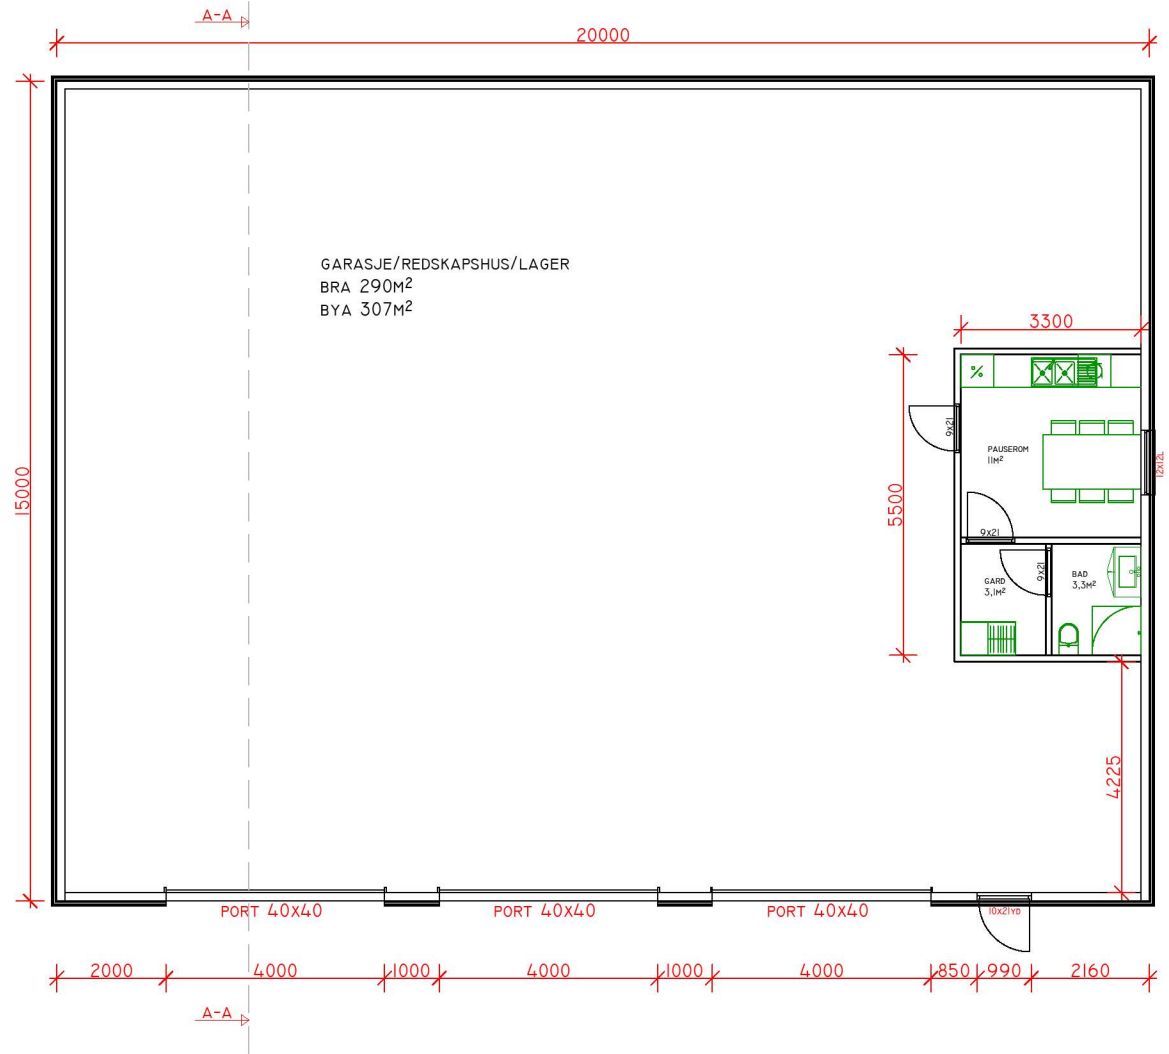 A-A
20000
GARASJE/REDSKAPSHUS/LAGER
BRA 290M²
BYA 307M²
3300
9X21
PAUSEROM
11M²
12X12L
15000
5500
9X21
9X21
GARD
3,1M²
BAD
3,3M²
4225
PORT 40X40
PORT 40X40
PORT 40X40
10X21YD
2000
4000
1000
4000
1000
4000
850
990
2160
A-A